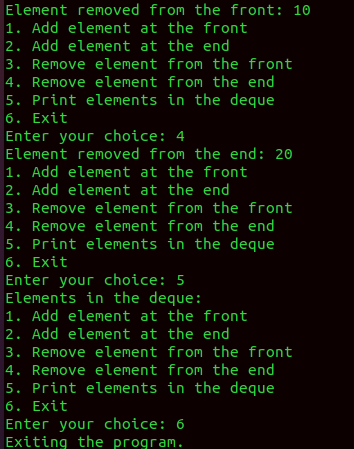 Element removed from the front: 10
1. Add element at the front
2. Add element at the end
3. Remove element from the front
4. Remove element from the end
5. Print elements in the deque
6. Exit
Enter your choice: 4
Element removed from the end: 20
1. Add element at the front
2. Add element at the end
3. Remove element from the front
4. Remove element from the end
5. Print elements in the deque
6. Exit
Enter your choice: 5
Elements in the deque:
1. Add element at the front
2. Add element at the end
3. Remove element from the front
4. Remove element from the end
5. Print elements in the deque
6. Exit
Enter your choice: 6
Exiting the program.